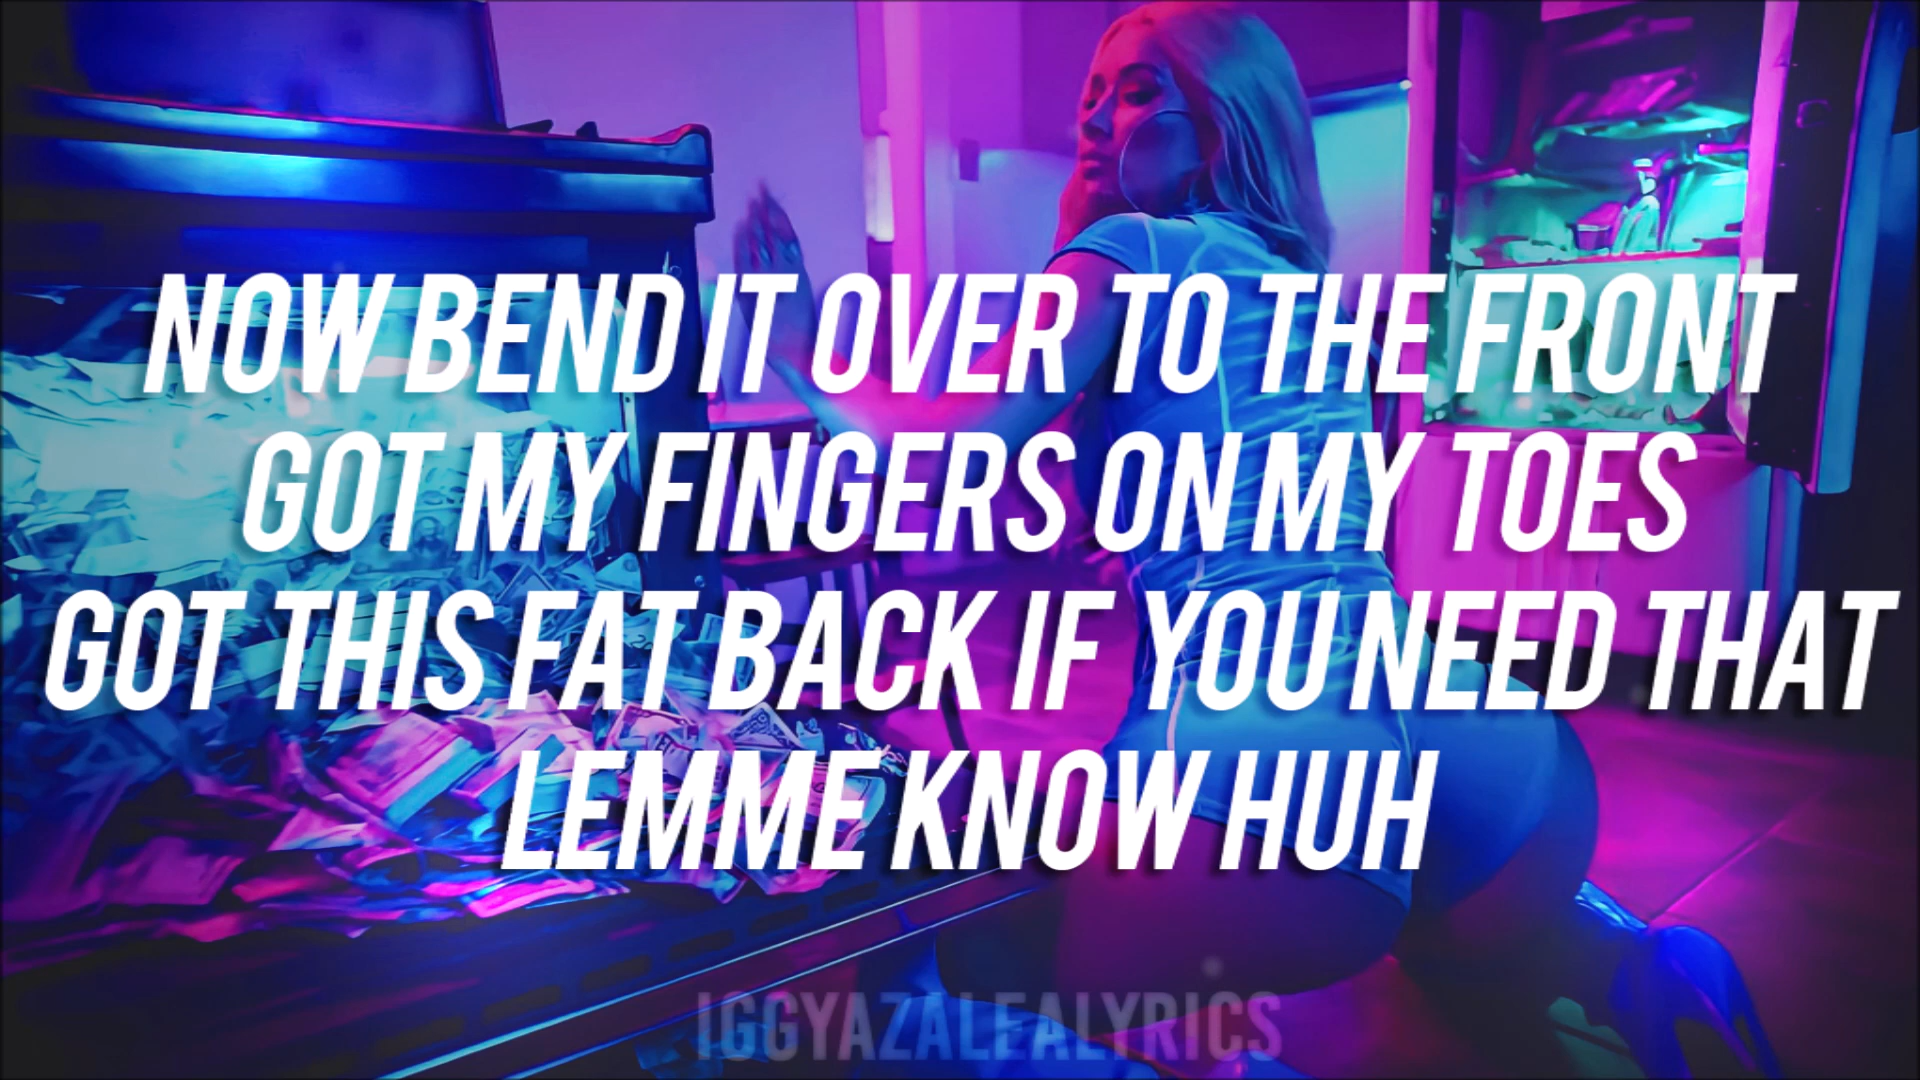 NOW BEND IT OVER TO THE FRONT
GOT MY FINGERS ON MY TOES
GOT THIS FAT BACK IF YOU NEED THAT
LEMME KNOW HUH
IGGYAZALEALYRICS